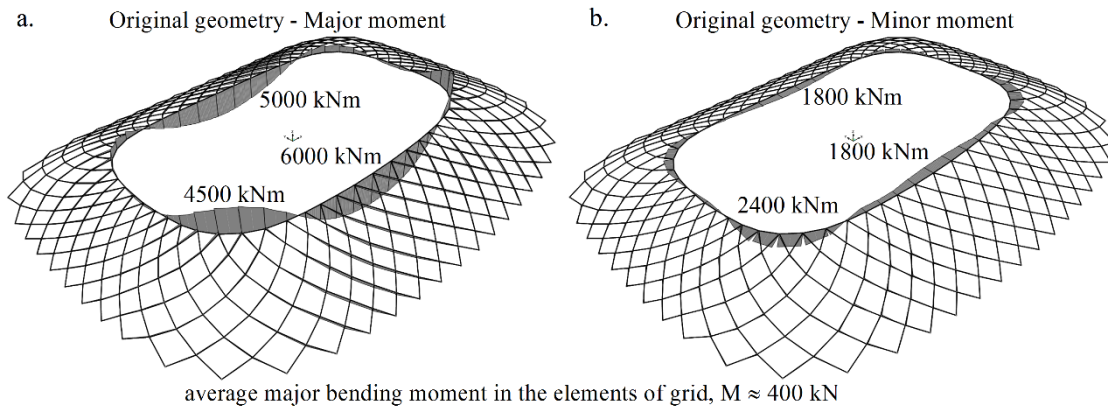 a. Original geometry - Major moment
b. Original geometry - Minor moment
5000 kNm
6000 kNm
4500 kNm
1800 kNm
1800 kNm
2400 kNm
average major bending moment in the elements of grid, M ≈ 400 kN